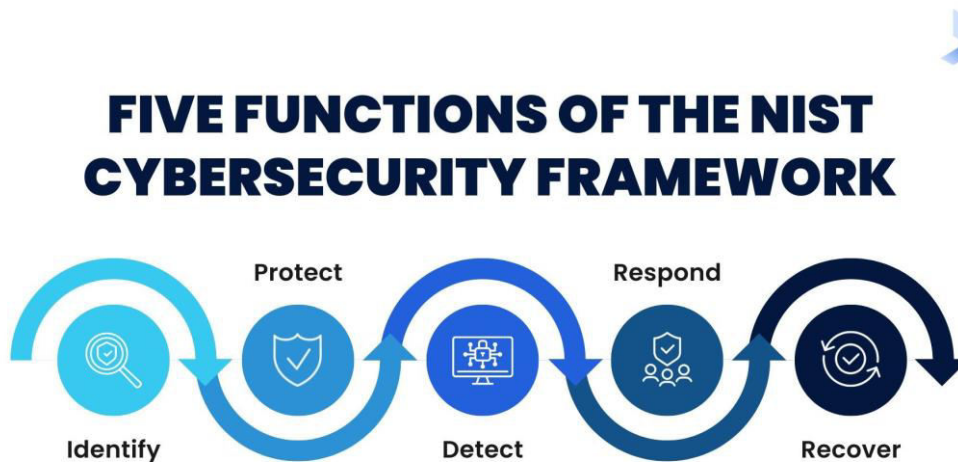 FIVE FUNCTIONS OF THE NIST
CYBERSECURITY FRAMEWORK
Protect
Respond
Identify
Detect
Recover